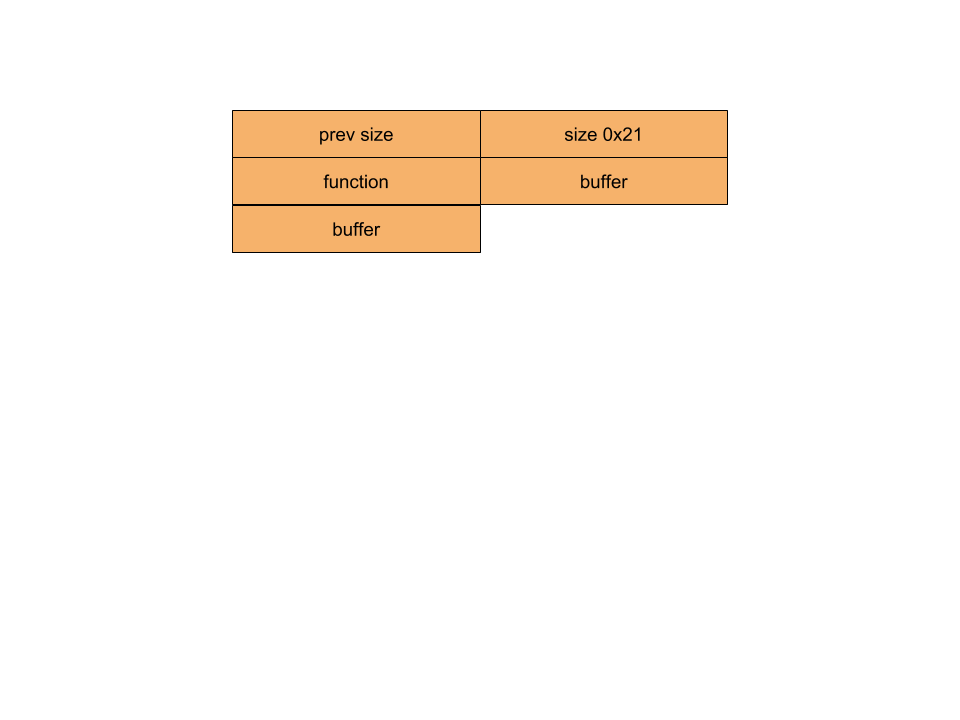 prev size
size 0x21
function
buffer
buffer